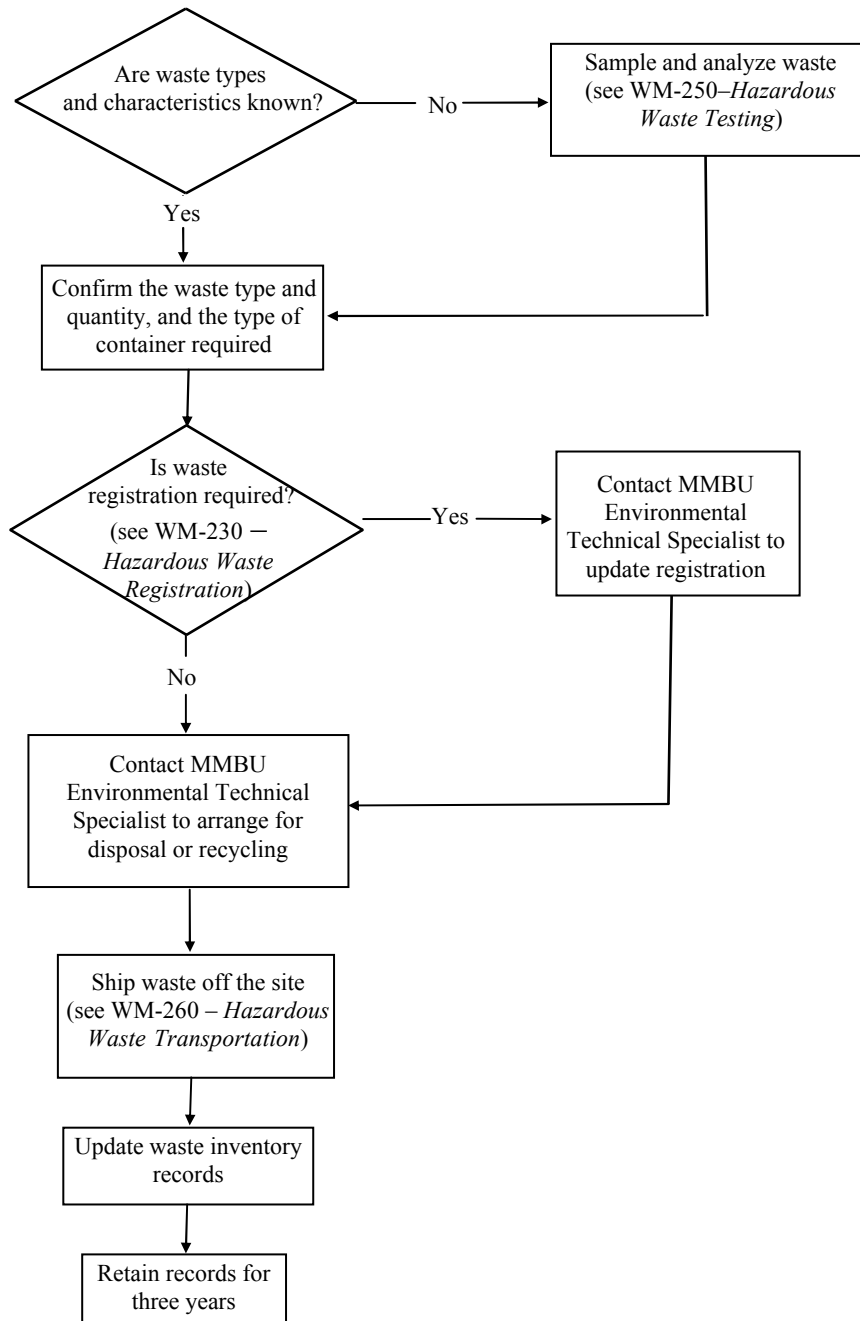 Are waste types
and characteristics known?
No
Sample and analyze waste
(see WM-250–Hazardous
Waste Testing)
Yes
Confirm the waste type and
quantity, and the type of
container required
Is waste
registration required?
(see WM-230 –
Hazardous Waste
Registration)
Yes
Contact MMBU
Environmental
Technical Specialist to
update registration
No
Contact MMBU
Environmental Technical
Specialist to arrange for
disposal or recycling
Ship waste off the site
(see WM-260 – Hazardous
Waste Transportation)
Update waste inventory
records
Retain records for
three years